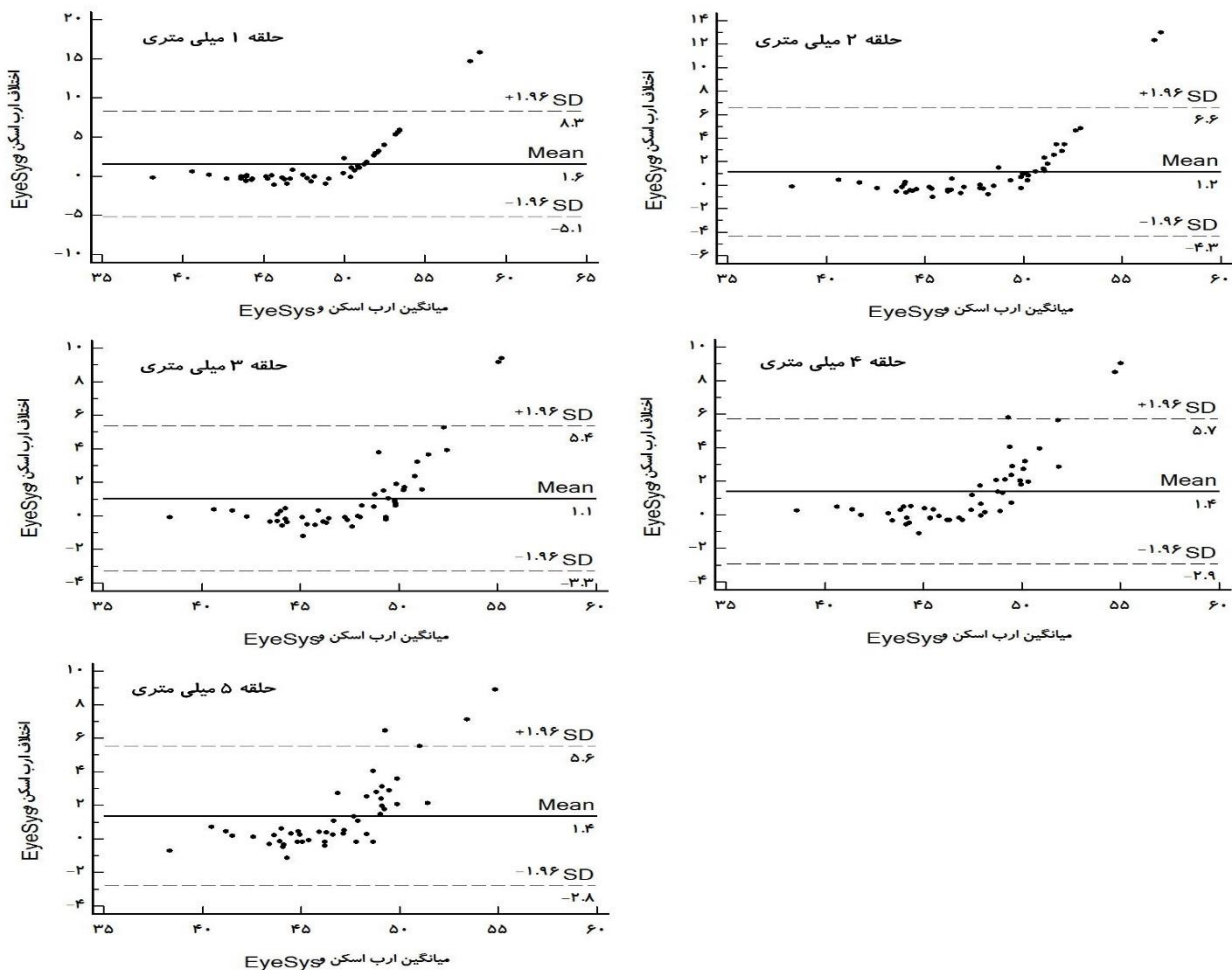 حلقه ۱ میلی متری
اختلاف ارب اسکن و EyeSys
۲۰
۱۵
۱۰
۵
۰
−۵
−۱۰
+۱.۹۶ SD
۸.۳
Mean
۱.۶
−۱.۹۶ SD
−۵.۱
۳۵ ۴۰ ۴۵ ۵۰ ۵۵ ۶۰ ۶۵
میانگین ارب اسکن و EyeSys
حلقه ۲ میلی متری
اختلاف ارب اسکن و EyeSys
۱۴
۱۲
۱۰
۸
۶
۴
۲
۰
−۲
−۴
−۶
+۱.۹۶ SD
۶.۶
Mean
۱.۲
−۱.۹۶ SD
−۴.۳
۳۵ ۴۰ ۴۵ ۵۰ ۵۵ ۶۰
میانگین ارب اسکن و EyeSys
حلقه ۳ میلی متری
اختلاف ارب اسکن و EyeSys
۱۰
۸
۶
۴
۲
۰
−۲
−۴
+۱.۹۶ SD
۵.۴
Mean
۱.۱
−۱.۹۶ SD
−۳.۳
۳۵ ۴۰ ۴۵ ۵۰ ۵۵ ۶۰
میانگین ارب اسکن و EyeSys
حلقه ۴ میلی متری
اختلاف ارب اسکن و EyeSys
۱۰
۸
۶
۴
۲
۰
−۲
−۴
+۱.۹۶ SD
۵.۷
Mean
۱.۴
−۱.۹۶ SD
−۲.۹
۳۵ ۴۰ ۴۵ ۵۰ ۵۵ ۶۰
میانگین ارب اسکن و EyeSys
حلقه ۵ میلی متری
اختلاف ارب اسکن و EyeSys
۱۰
۸
۶
۴
۲
۰
−۲
−۴
+۱.۹۶ SD
۵.۶
Mean
۱.۴
−۱.۹۶ SD
−۲.۸
۳۵ ۴۰ ۴۵ ۵۰ ۵۵ ۶۰
میانگین ارب اسکن و EyeSys